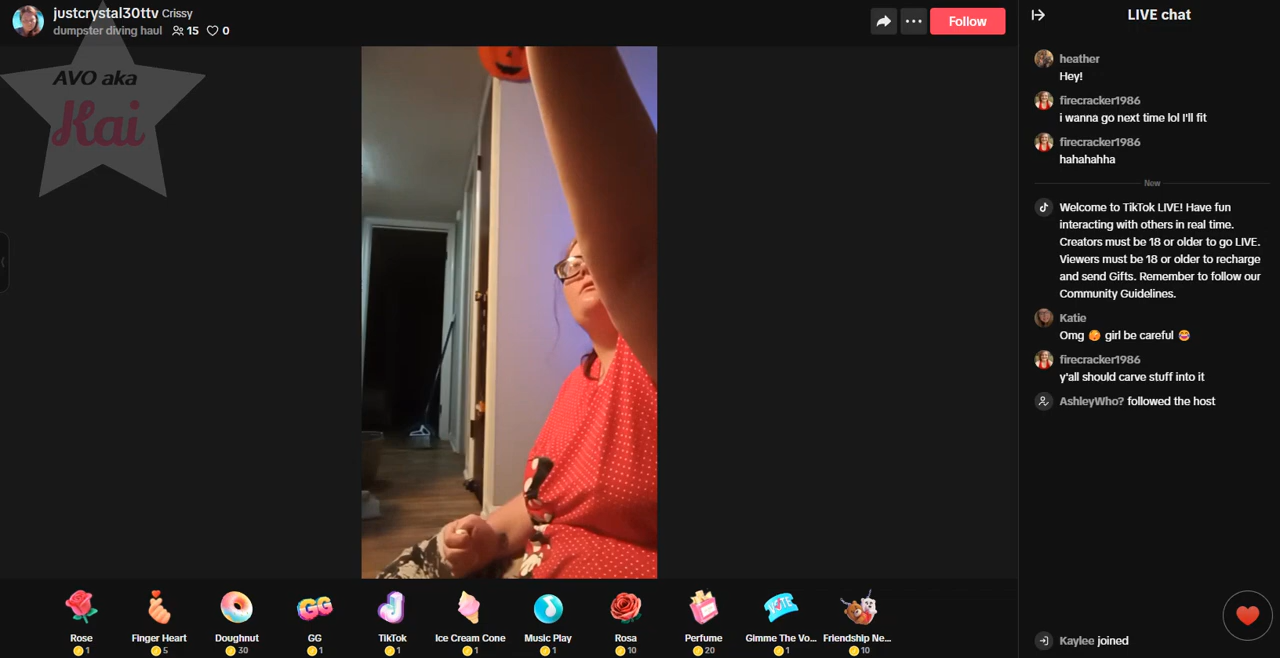 justcrystal30ttv Crissy
dumpster diving haul 15 0
Follow
AVO aka
Kai
LIVE chat
heather
Hey!
firecracker1986
i wanna go next time lol I'll fit
firecracker1986
hahahahha
New
Welcome to TikTok LIVE! Have fun
interacting with others in real time.
Creators must be 18 or older to go LIVE.
Viewers must be 18 or older to recharge
and send Gifts. Remember to follow our
Community Guidelines.
Katie
Omg 🤭 girl be careful 😂
firecracker1986
y'all should carve stuff into it
AshleyWho? followed the host
Kaylee joined
GG
VOTE
Rose Finger Heart Doughnut GG TikTok Ice Cream Cone Music Play Rosa Perfume Gimme The Vo... Friendship Ne...
1 5 30 1 1 1 1 10 20 1 10